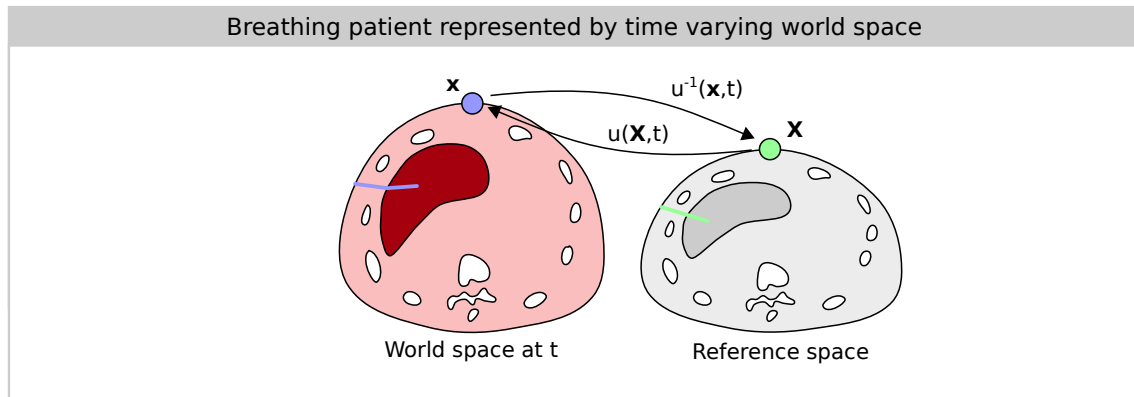 Breathing patient represented by time varying world space
x
u⁻¹(x,t)
X
u(X,t)
World space at t
Reference space